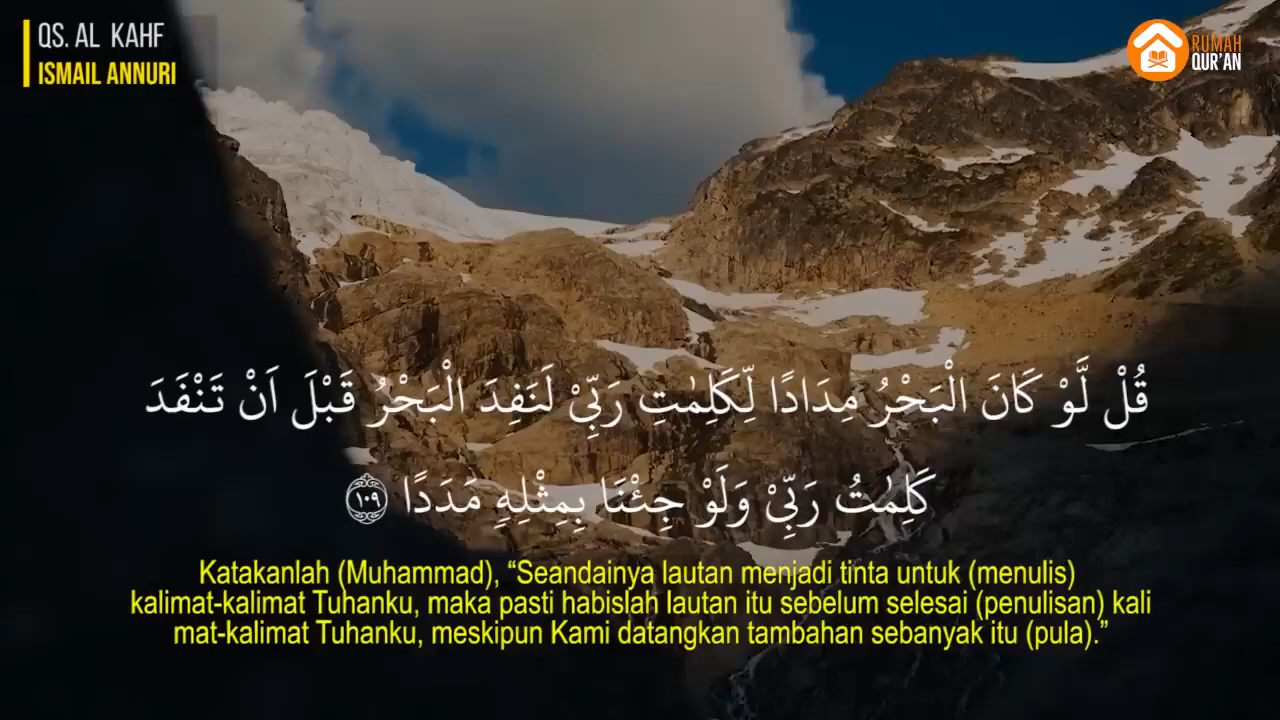 QS. AL KAHF
ISMAIL ANNURI
RUMAH
QUR'AN
قُلْ لَّوْ كَانَ الْبَحْرُ مِدَادًا لِّكَلِمٰتِ رَبِّيْ لَنَفِدَ الْبَحْرُ قَبْلَ اَنْ تَنْفَدَ
كَلِمٰتُ رَبِّيْ وَلَوْ جِئْنَا بِمِثْلِهٖ مَدَدًا ١٠٩
Katakanlah (Muhammad), “Seandainya lautan menjadi tinta untuk (menulis)
kalimat-kalimat Tuhanku, maka pasti habislah lautan itu sebelum selesai (penulisan) kali
mat-kalimat Tuhanku, meskipun Kami datangkan tambahan sebanyak itu (pula).”